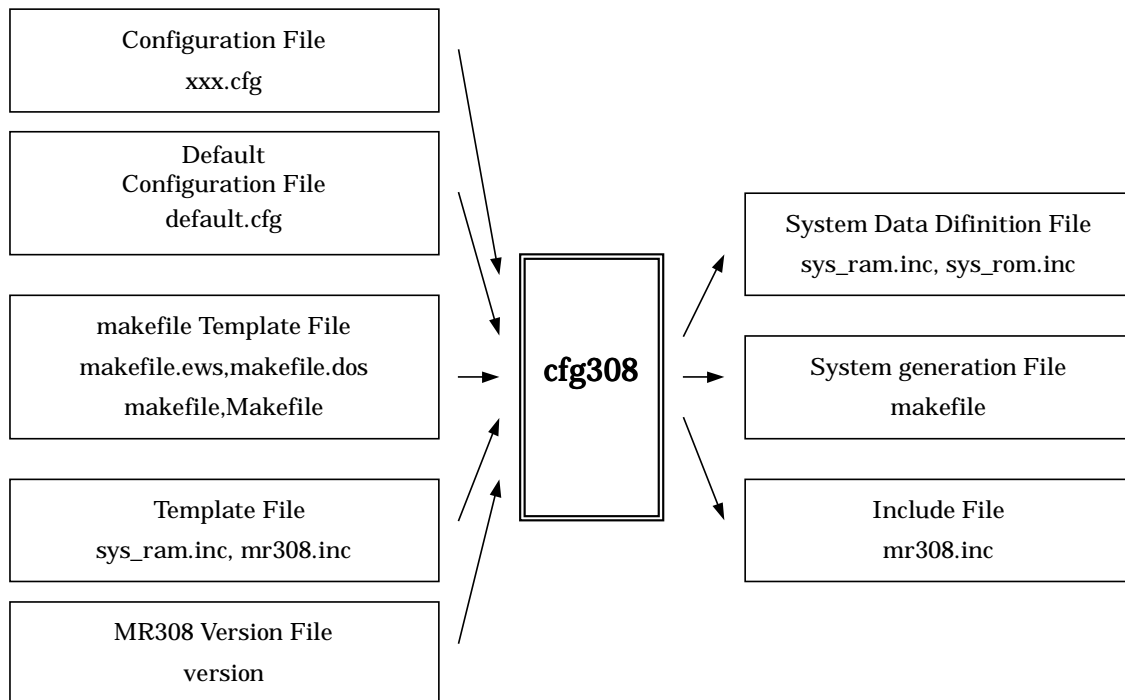 Configuration File
xxx.cfg
Default
Configuration File
default.cfg
makefile Template File
makefile.ews,makefile.dos
makefile,Makefile
Template File
sys_ram.inc, mr308.inc
MR308 Version File
version
cfg308
System Data Difinition File
sys_ram.inc, sys_rom.inc
System generation File
makefile
Include File
mr308.inc